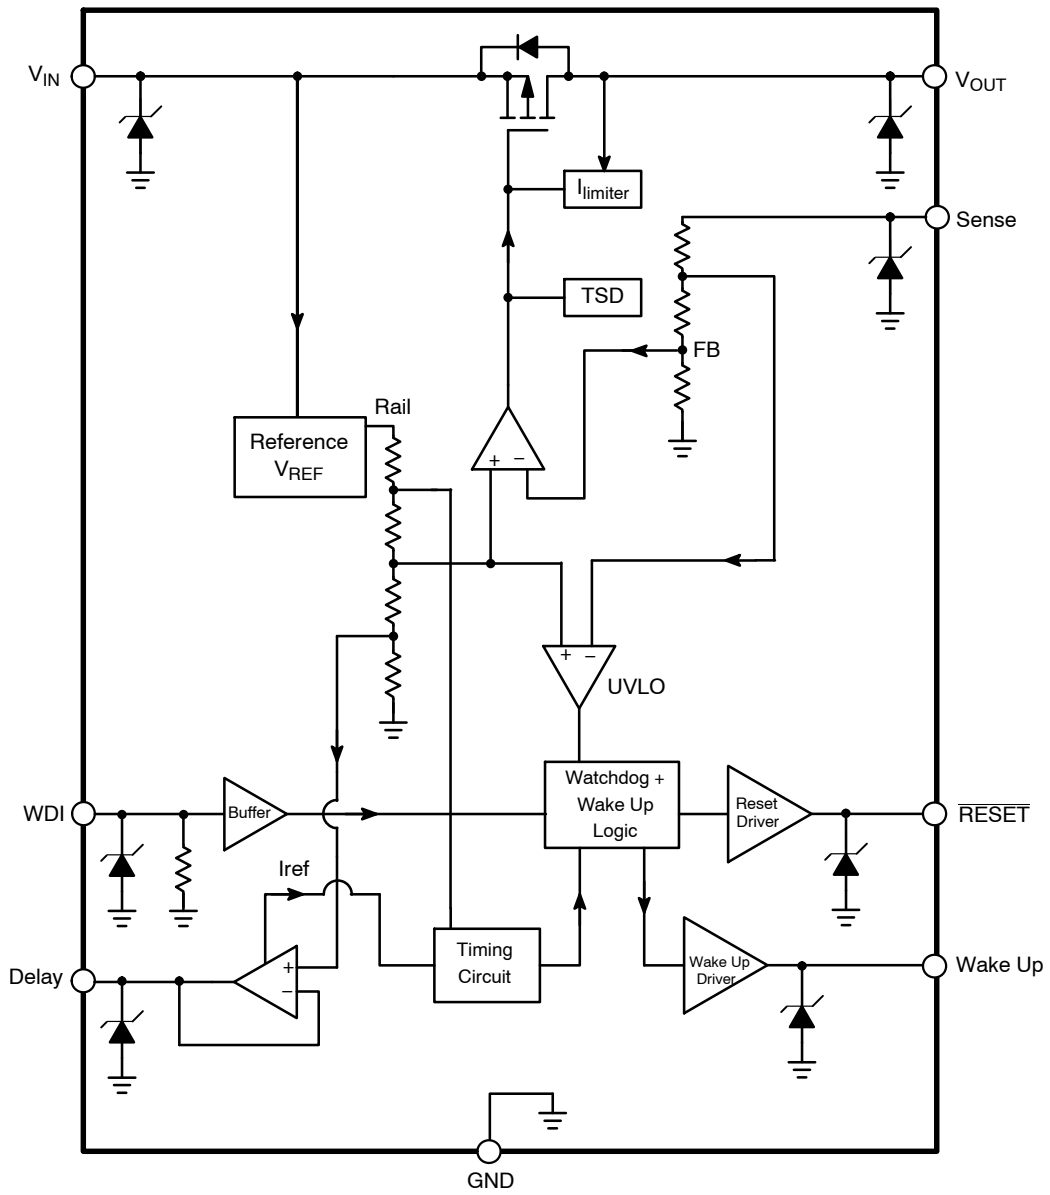 VIN
VOUT
Ilimiter
Sense
TSD
FB
Rail
Reference
VREF
+ −
+ −
UVLO
Watchdog +
Wake Up
Logic
WDI
Buffer
Reset
Driver
RESET
Iref
Timing
Circuit
Delay
+
−
Wake Up
Driver
Wake Up
GND